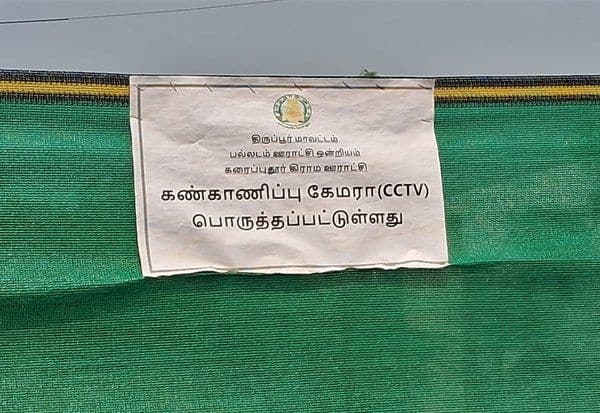 திருப்பூர் மாவட்டம்
பல்லடம் ஊராட்சி ஒன்றியம்
கரைப்புதூர் கிராம ஊராட்சி
கண்காணிப்பு கேமரா(CCTV)
பொருத்தப்பட்டுள்ளது